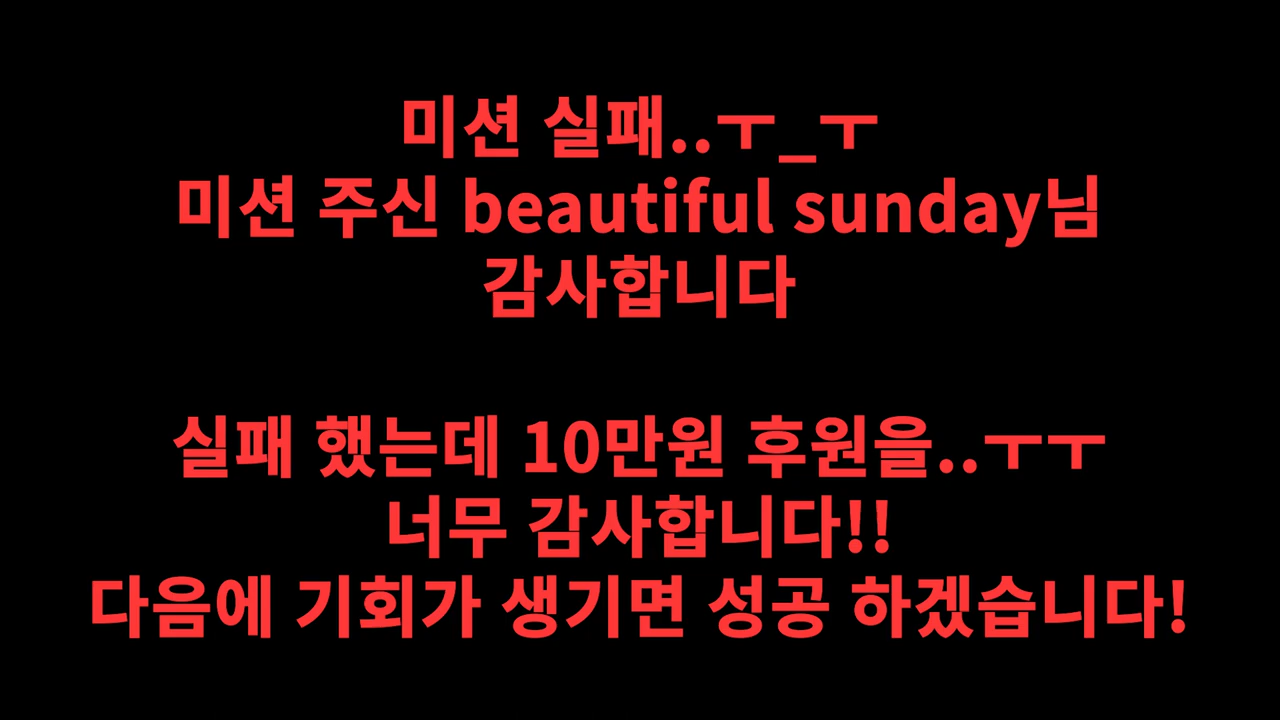 미션 실패..ㅜ_ㅜ
미션 주신 beautiful sunday님
감사합니다
실패 했는데 10만원 후원을..ㅜㅜ
너무 감사합니다!!
다음에 기회가 생기면 성공 하겠습니다!